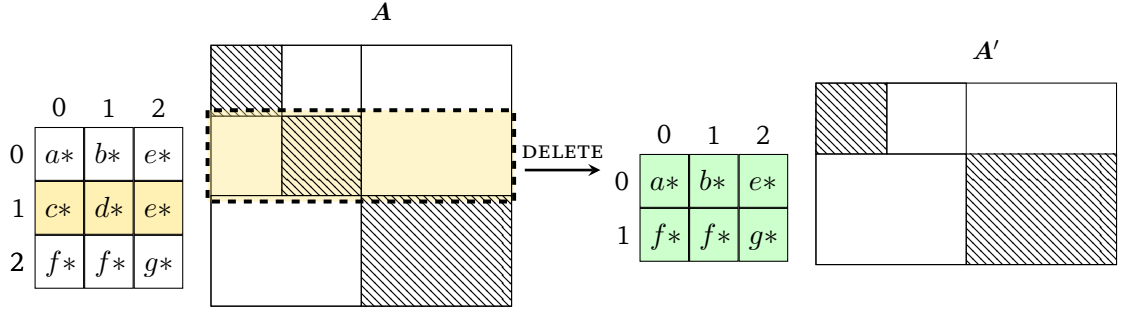 A
A′
0 1 2
0 a* b* e*
1 c* d* e*
2 f* f* g*
DELETE
0 1 2
0 a* b* e*
1 f* f* g*